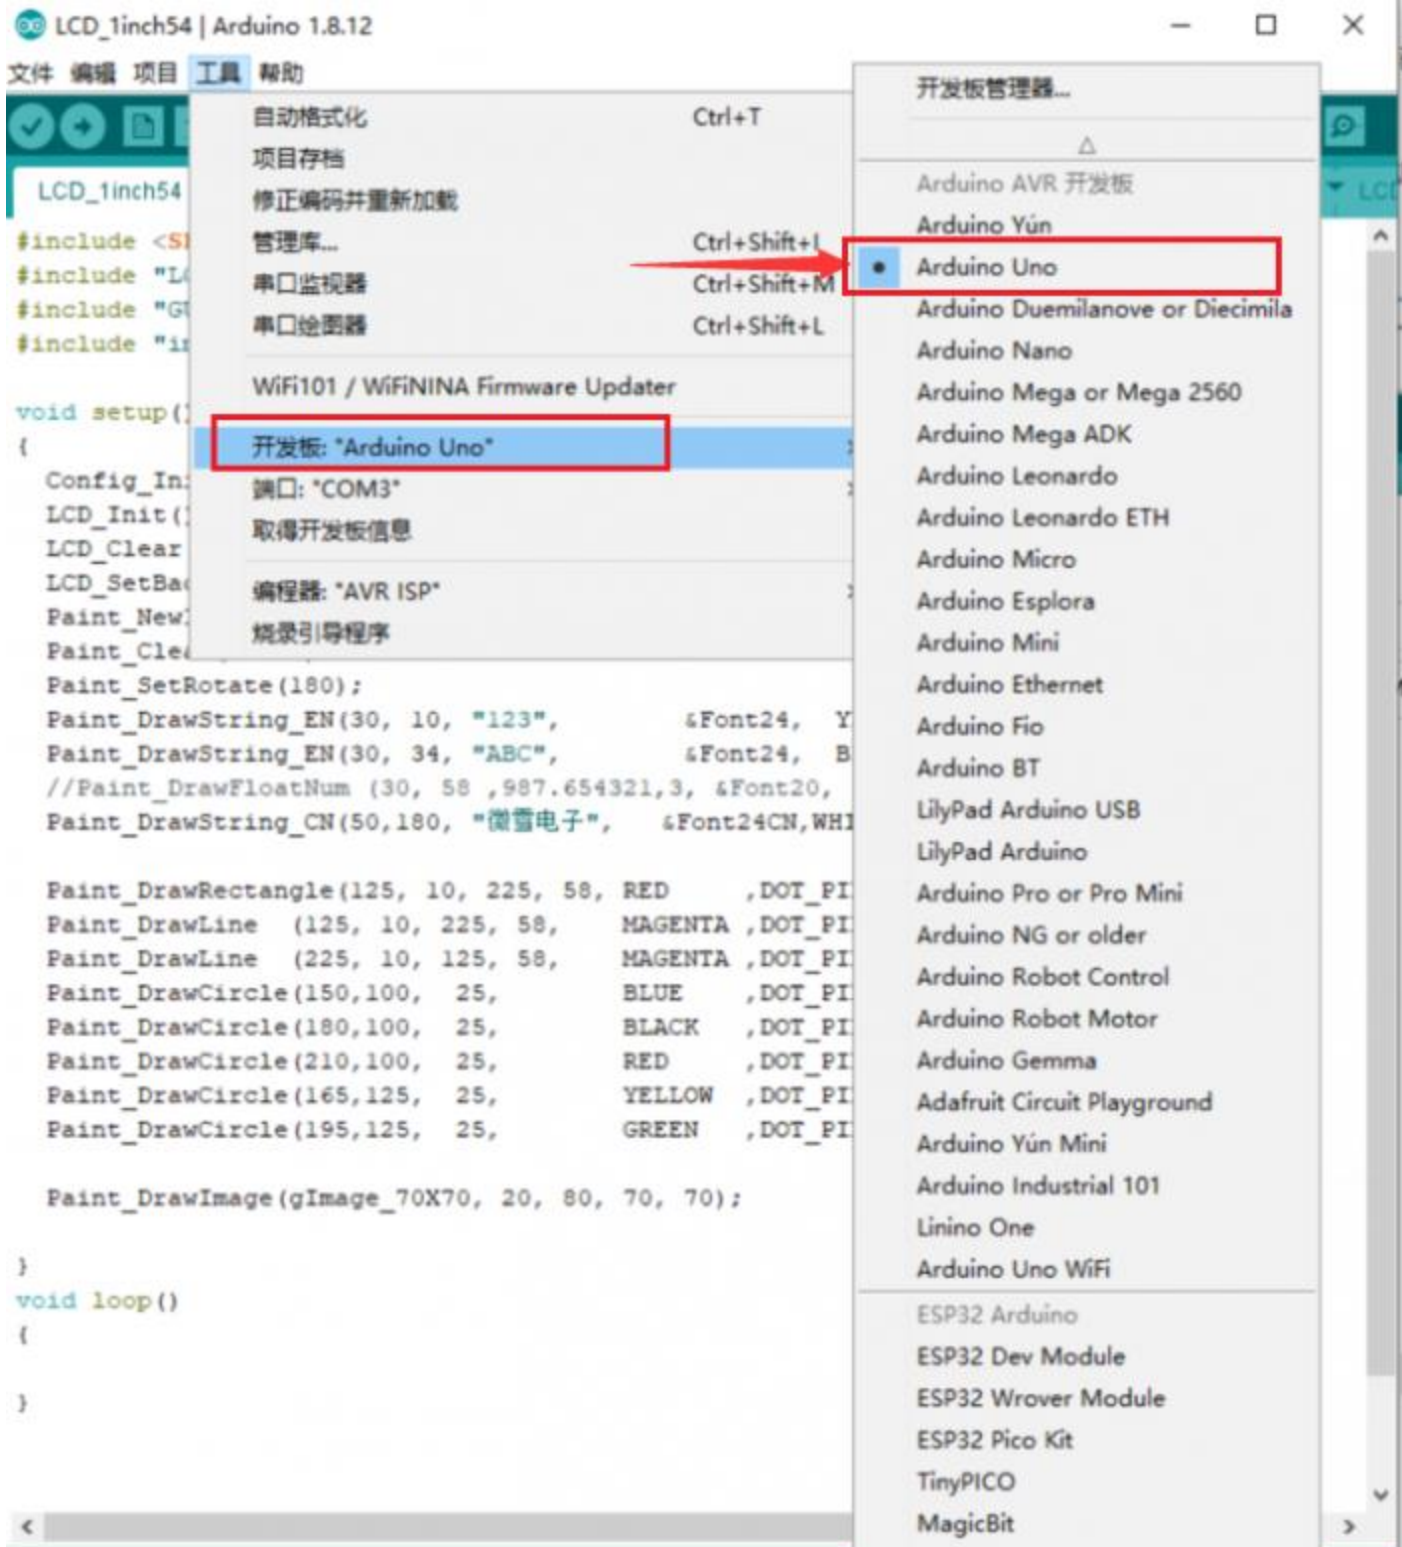 LCD_1inch54 | Arduino 1.8.12
文件 编辑 项目 工具 帮助
LCD_1inch54
LCD
自动格式化 Ctrl+T
项目存档
修正编码并重新加载
管理库... Ctrl+Shift+I
串口监视器 Ctrl+Shift+M
串口绘图器 Ctrl+Shift+L
WiFi101 / WiFiNINA Firmware Updater
开发板: "Arduino Uno"
端口: "COM3"
取得开发板信息
编程器: "AVR ISP"
烧录引导程序
开发板管理器...
Arduino AVR 开发板
Arduino Yún
Arduino Uno
Arduino Duemilanove or Diecimila
Arduino Nano
Arduino Mega or Mega 2560
Arduino Mega ADK
Arduino Leonardo
Arduino Leonardo ETH
Arduino Micro
Arduino Esplora
Arduino Mini
Arduino Ethernet
Arduino Fio
Arduino BT
LilyPad Arduino USB
LilyPad Arduino
Arduino Pro or Pro Mini
Arduino NG or older
Arduino Robot Control
Arduino Robot Motor
Arduino Gemma
Adafruit Circuit Playground
Arduino Yún Mini
Arduino Industrial 101
Linino One
Arduino Uno WiFi
ESP32 Arduino
ESP32 Dev Module
ESP32 Wrover Module
ESP32 Pico Kit
TinyPICO
MagicBit
#include <S
#include "L
#include "G
#include "i
void setup()
{
Config_In
LCD_Init(
LCD_Clear
LCD_SetBa
Paint_New
Paint_Cle
Paint_SetRotate(180);
Paint_DrawString_EN(30, 10, "123", &Font24, Y
Paint_DrawString_EN(30, 34, "ABC", &Font24, B
//Paint_DrawFloatNum (30, 58 ,987.654321,3, &Font20,
Paint_DrawString_CN(50,180, "微雪电子", &Font24CN,WHI
Paint_DrawRectangle(125, 10, 225, 58, RED ,DOT_PI
Paint_DrawLine (125, 10, 225, 58, MAGENTA ,DOT_PI
Paint_DrawLine (225, 10, 125, 58, MAGENTA ,DOT_PI
Paint_DrawCircle(150,100, 25, BLUE ,DOT_PI
Paint_DrawCircle(180,100, 25, BLACK ,DOT_PI
Paint_DrawCircle(210,100, 25, RED ,DOT_PI
Paint_DrawCircle(165,125, 25, YELLOW ,DOT_PI
Paint_DrawCircle(195,125, 25, GREEN ,DOT_PI
Paint_DrawImage(gImage_70X70, 20, 80, 70, 70);
}
void loop()
{
}